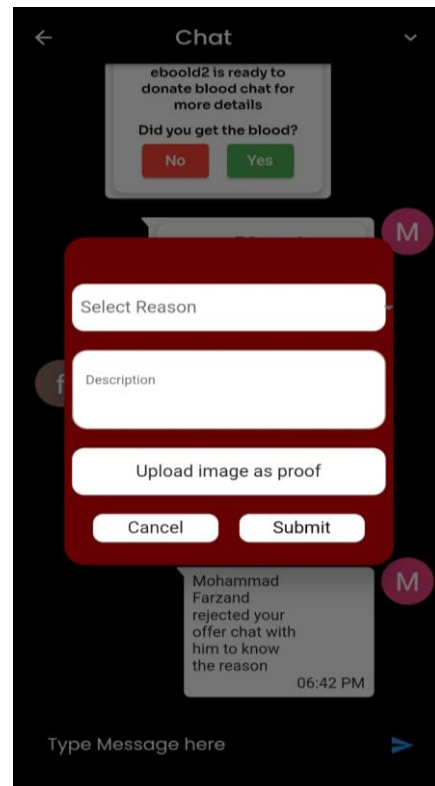 Chat
eboold2 is ready to
donate blood chat for
more details
Did you get the blood?
No Yes
M
Select Reason
f
Description
Upload image as proof
Cancel Submit
Mohammad
Farzand
rejected your
offer chat with
him to know
the reason
06:42 PM
M
Type Message here